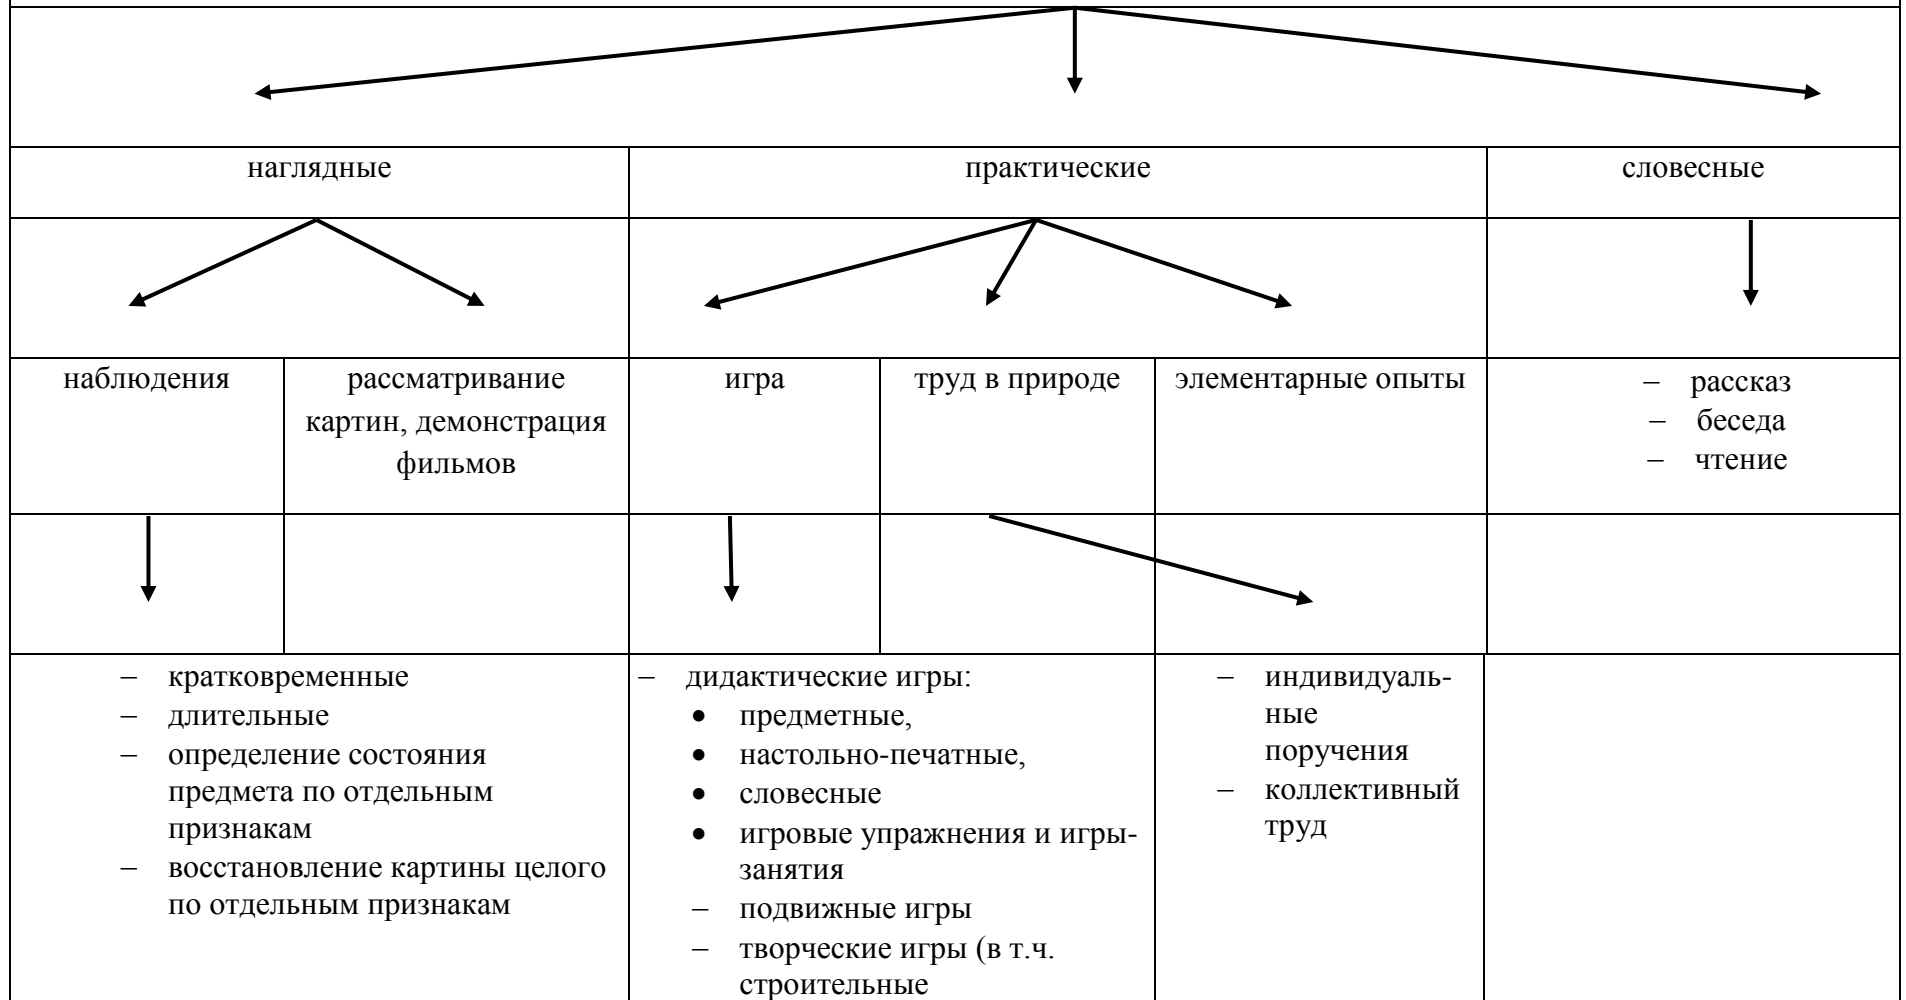 наглядные
практические
словесные
наблюдения
рассматривание
картин, демонстрация
фильмов
игра
труд в природе
элементарные опыты
– рассказ
– беседа
– чтение
– кратковременные
– длительные
– определение состояния
предмета по отдельным
признакам
– восстановление картины целого
по отдельным признакам
– дидактические игры:
• предметные,
• настольно-печатные,
• словесные
• игровые упражнения и игры-
занятия
– подвижные игры
– творческие игры (в т.ч.
строительные
– индивидуаль-
ные
поручения
– коллективный
труд